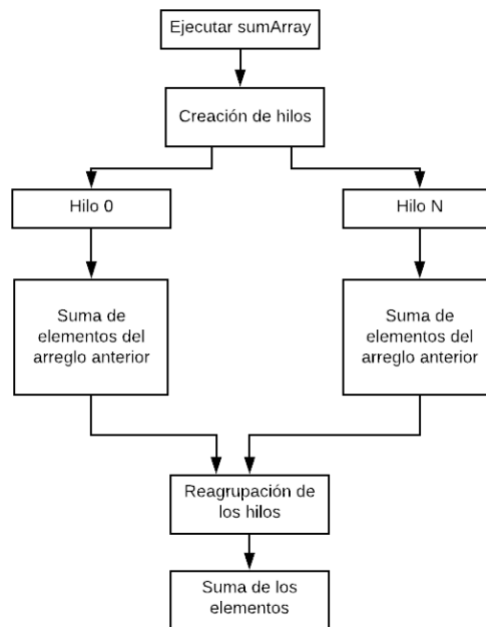 Ejecutar sumArray
Creación de hilos
Hilo 0
Hilo N
Suma de
elementos del
arreglo anterior
Suma de
elementos del
arreglo anterior
Reagrupación de
los hilos
Suma de los
elementos